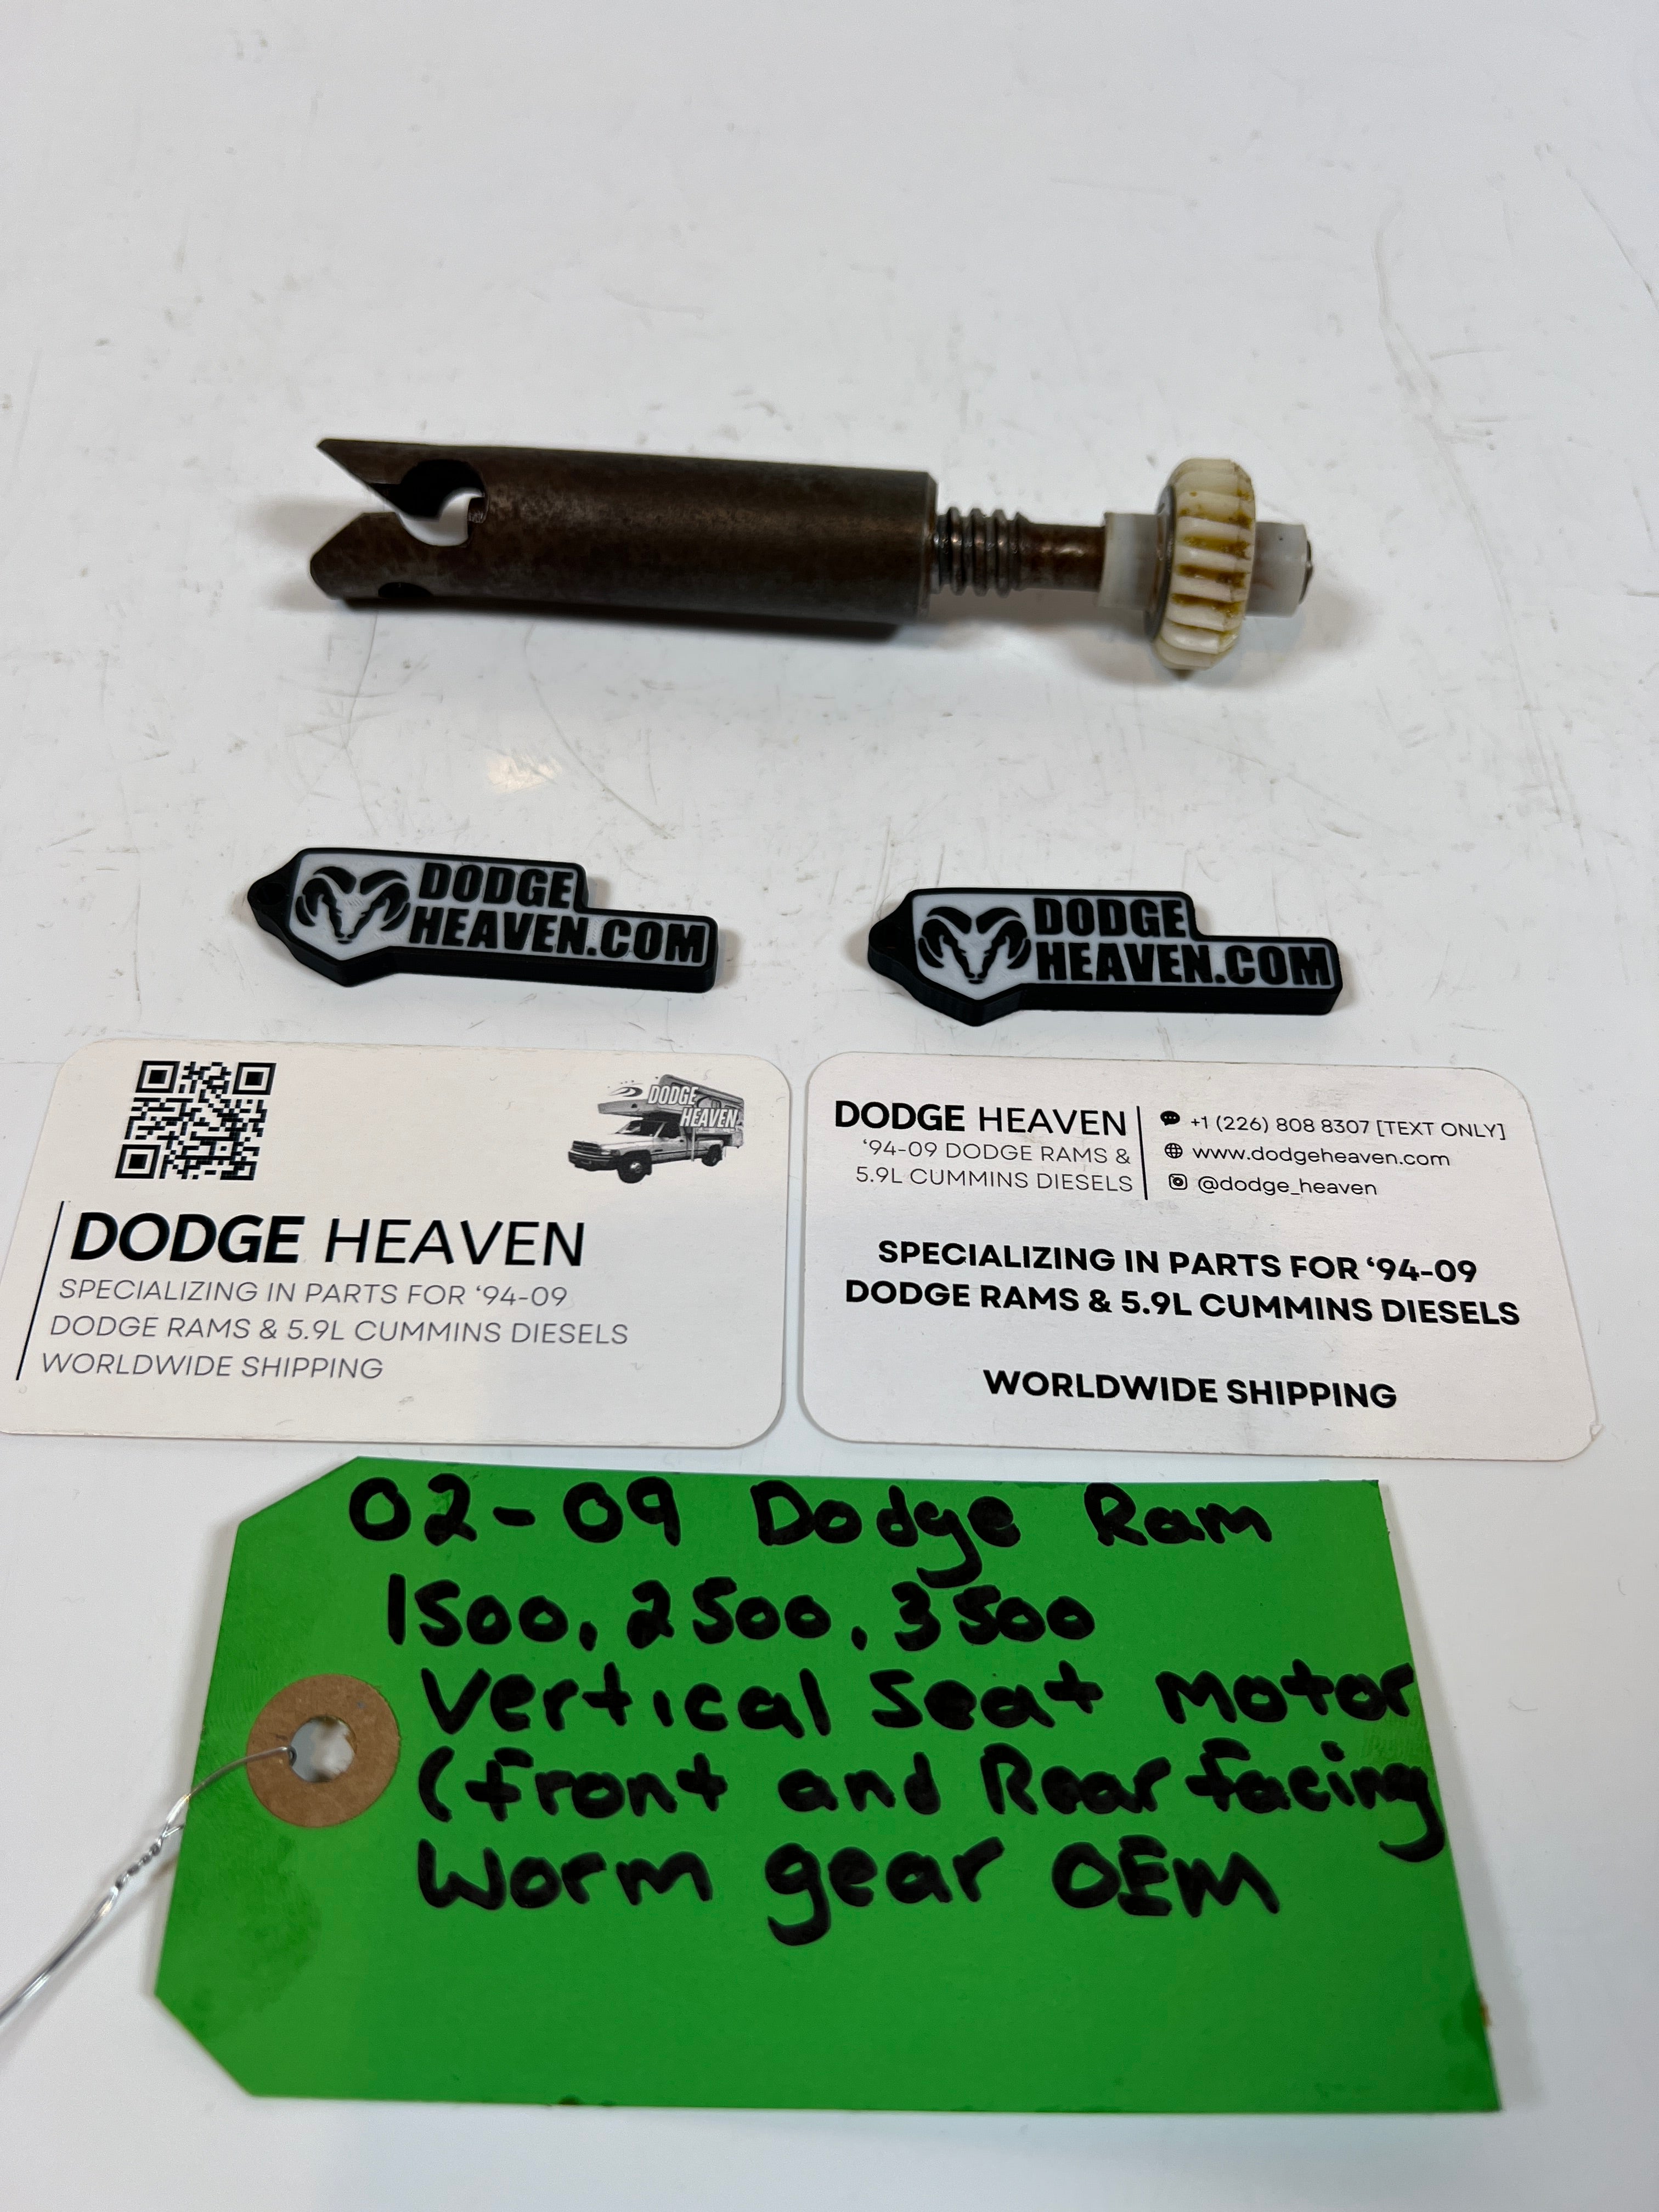 DODGE
HEAVEN.COM
DODGE
HEAVEN.COM
DODGE
HEAVEN
DODGE HEAVEN
SPECIALIZING IN PARTS FOR ‘94-09
DODGE RAMS & 5.9L CUMMINS DIESELS
WORLDWIDE SHIPPING
DODGE HEAVEN
‘94-09 DODGE RAMS &
5.9L CUMMINS DIESELS
+1 (226) 808 8307 [TEXT ONLY]
www.dodgeheaven.com
@dodge_heaven
SPECIALIZING IN PARTS FOR ‘94-09
DODGE RAMS & 5.9L CUMMINS DIESELS
WORLDWIDE SHIPPING
02-09 Dodge Ram
1500, 2500, 3500
Vertical Seat Motor
(front and Rear facing
Worm gear OEM